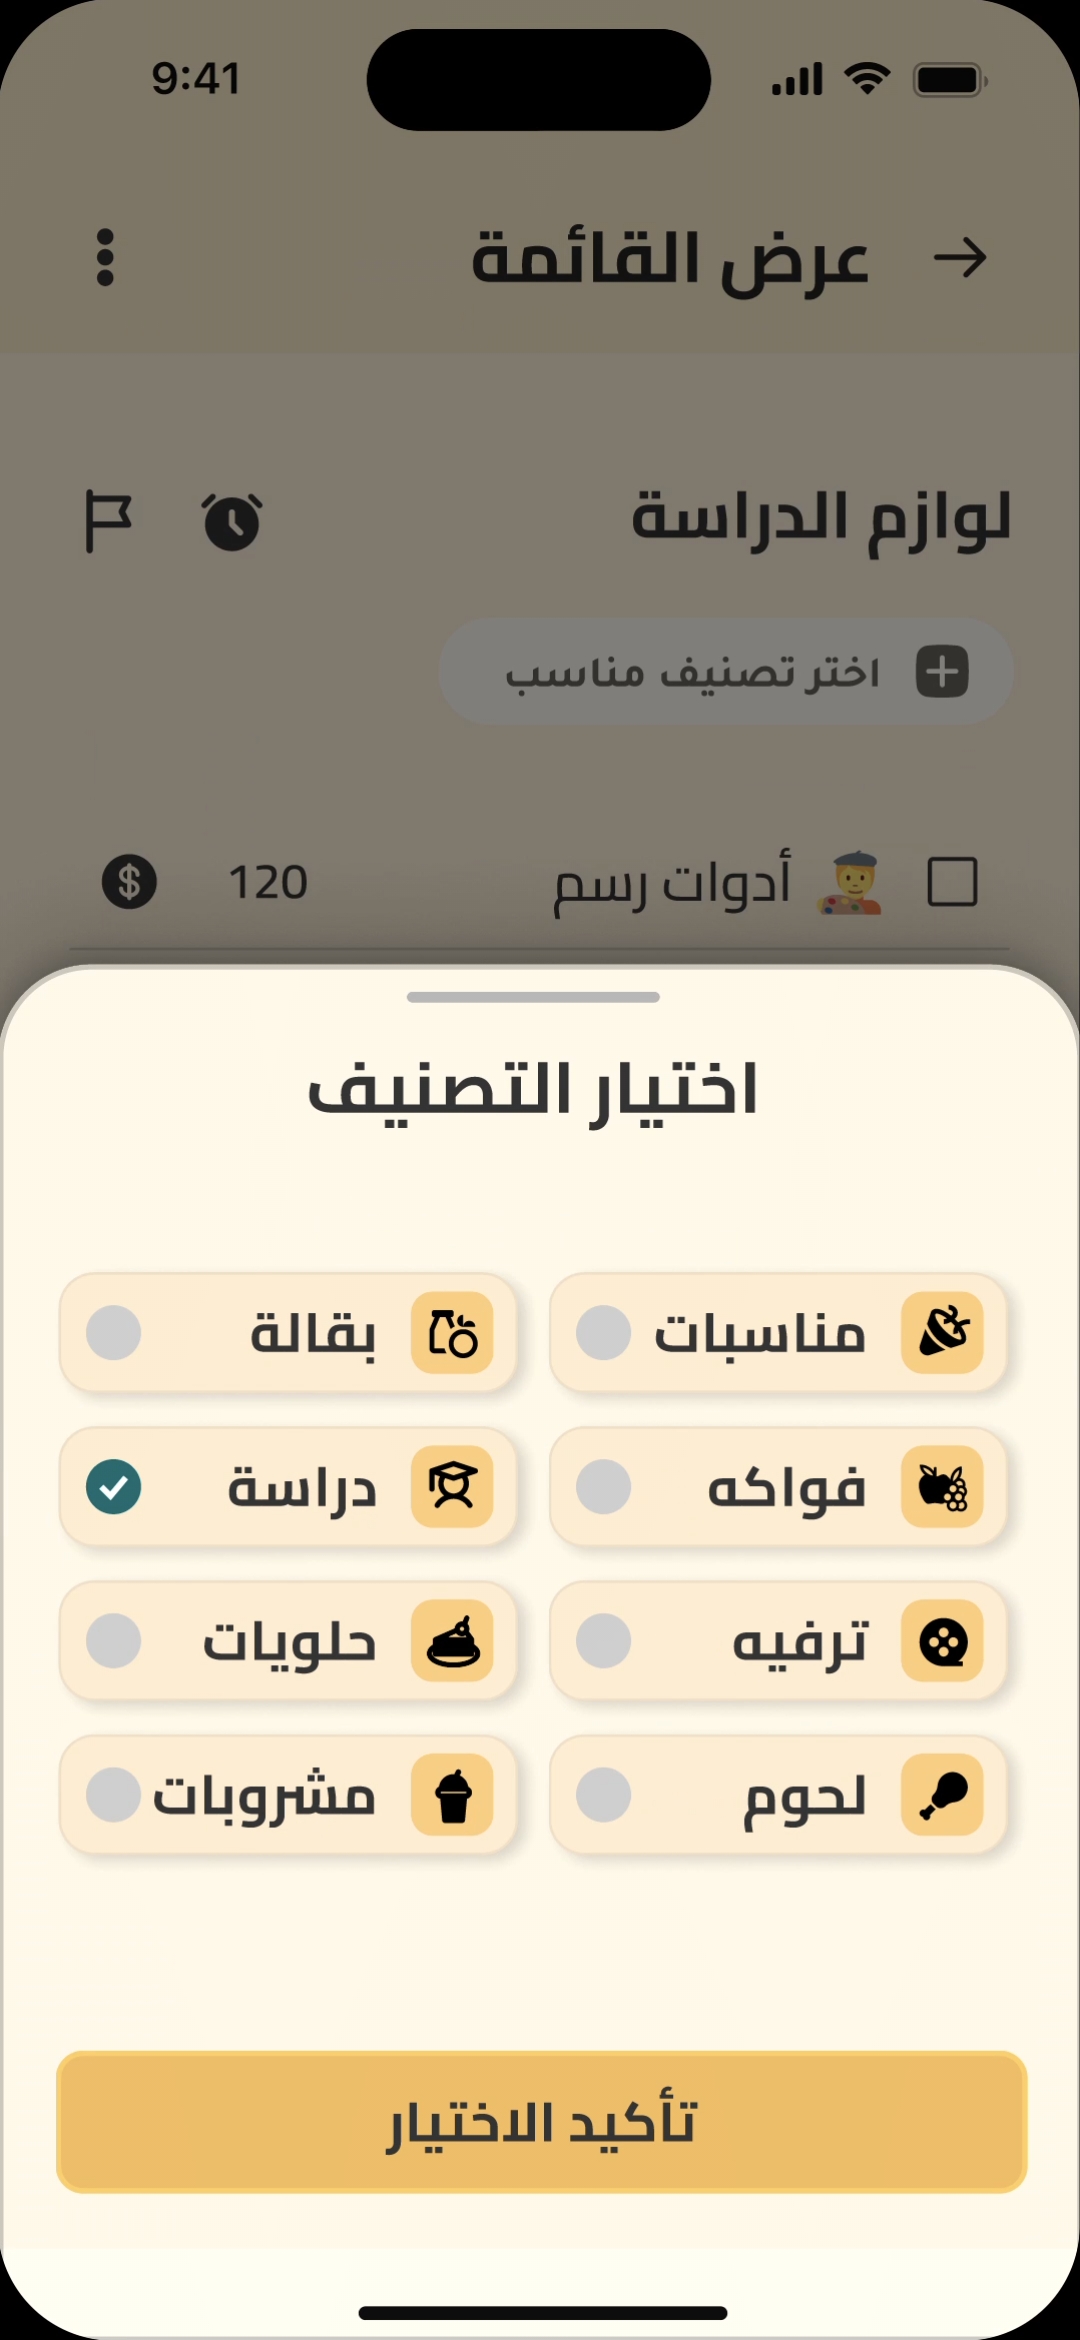 9:41
عرض القائمة
لوازم الدراسة
اختر تصنيف مناسب
أدوات رسم 120
اختيار التصنيف
مناسبات بقالة
فواكه دراسة
ترفيه حلويات
لحوم مشروبات
تأكيد الاختيار